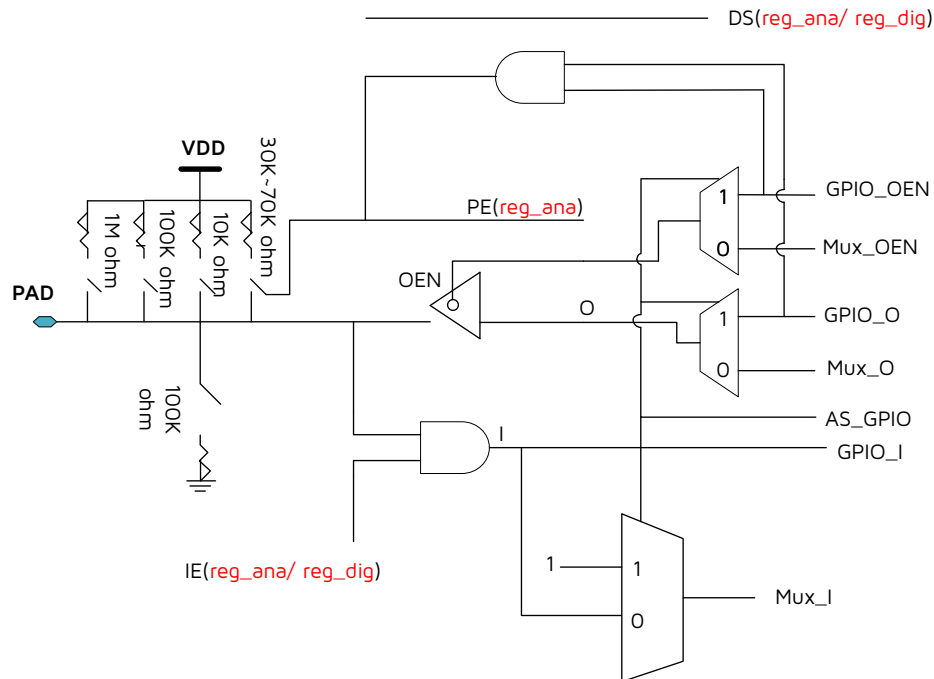 DS(reg_ana/ reg_dig)
VDD
30K~70K ohm
10K ohm
100K ohm
1M ohm
PE(reg_ana)
1
GPIO_OEN
0
Mux_OEN
OEN
PAD
O
1
GPIO_O
0
Mux_O
100K
ohm
AS_GPIO
I
GPIO_I
IE(reg_ana/ reg_dig)
1
1
Mux_I
0